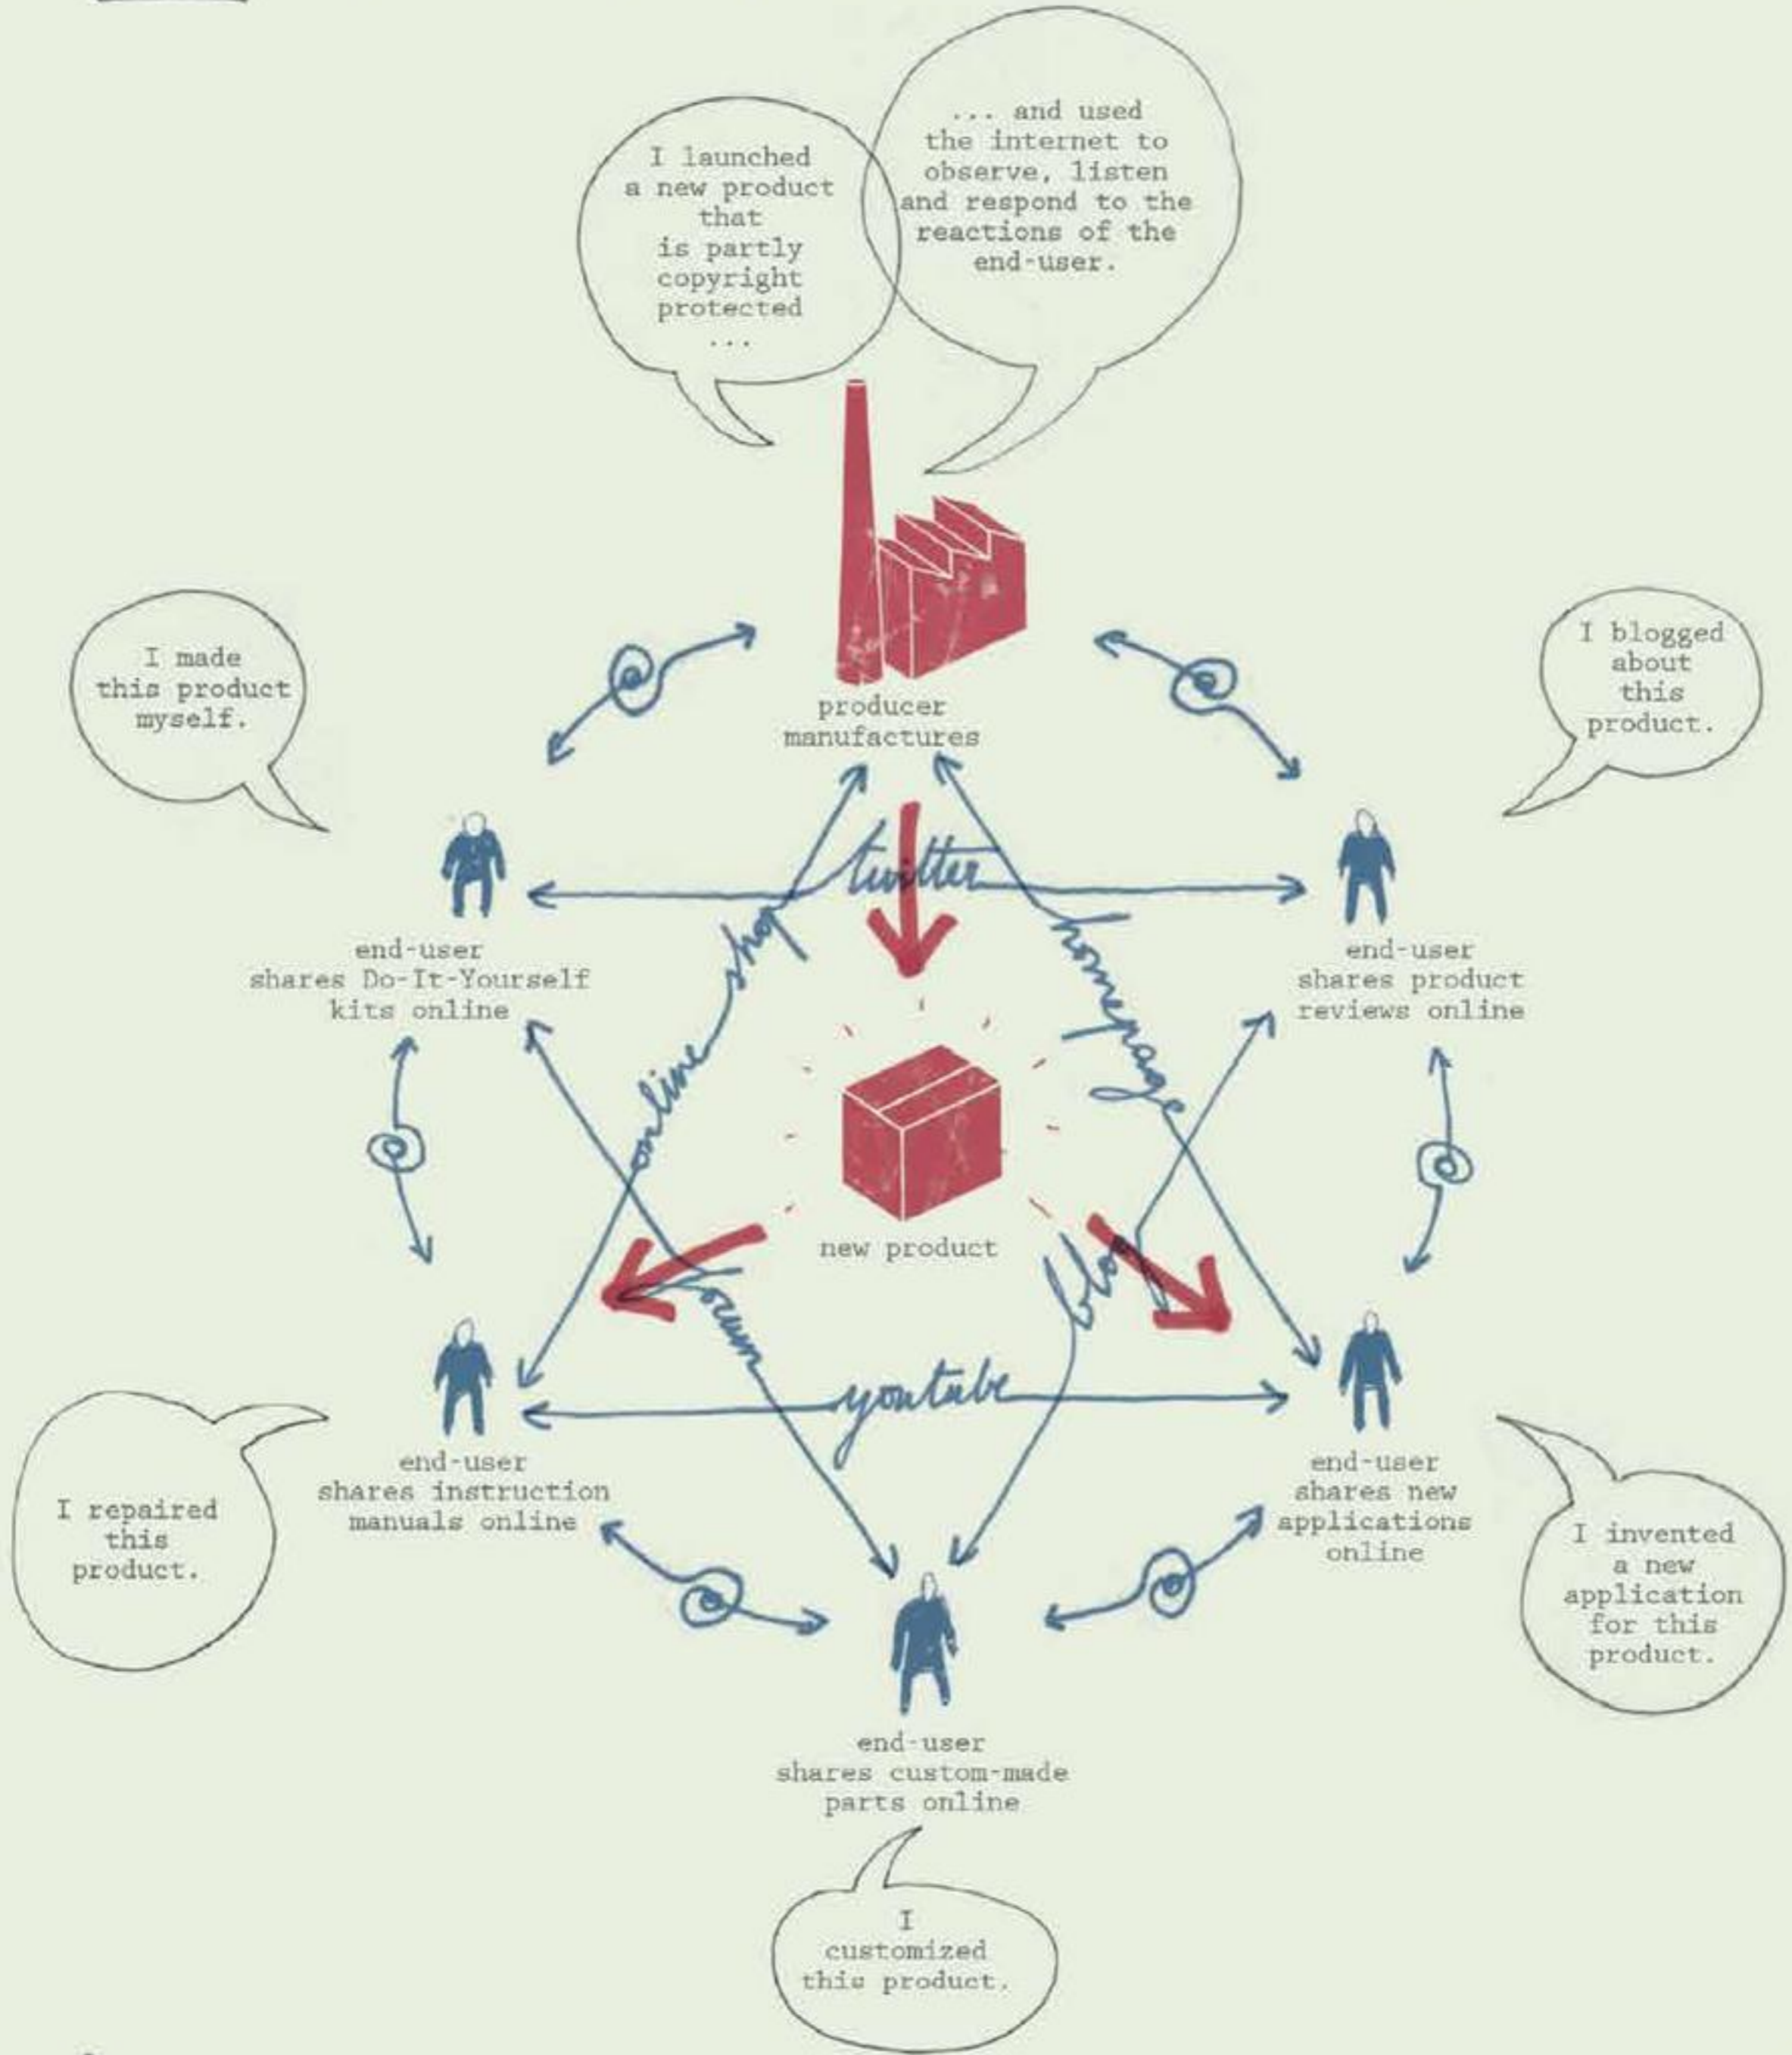 I launched
a new product
that
is partly
copyright
protected
...
... and used
the internet to
observe, listen
and respond to the
reactions of the
end-user.
I made
this product
myself.
I blogged
about
this
product.
producer
manufactures
twitter
online shop
homepage
end-user
shares Do-It-Yourself
kits online
end-user
shares product
reviews online
new product
forum
blog
youtube
end-user
shares instruction
manuals online
end-user
shares new
applications
online
I repaired
this
product.
I invented
a new
application
for this
product.
end-user
shares custom-made
parts online
I
customized
this product.